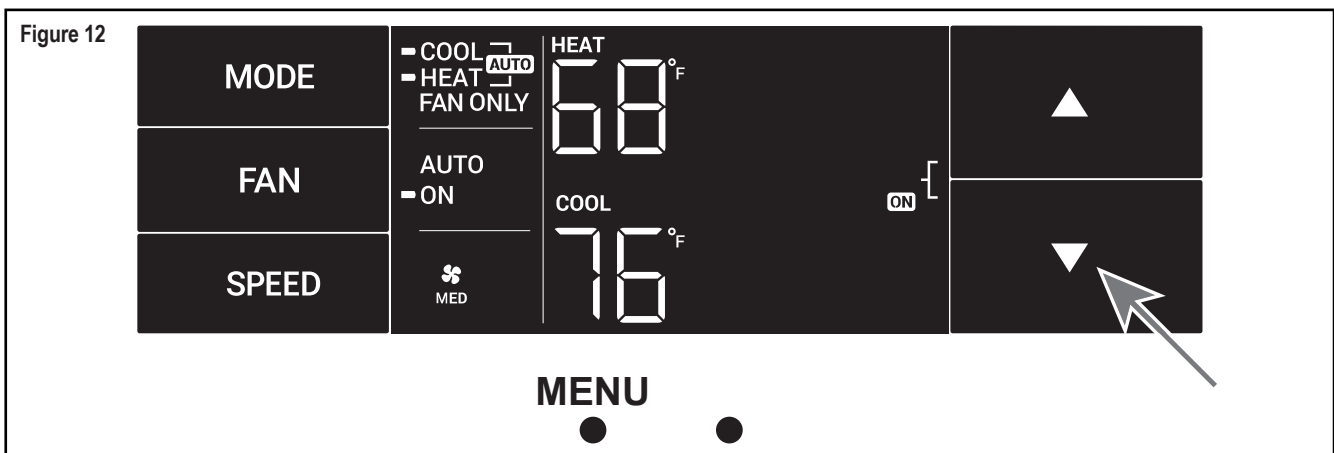 Figure 12
MODE
FAN
SPEED
COOL
HEAT
AUTO
FAN ONLY
AUTO
ON
MED
HEAT
68°F
COOL
76°F
ON
MENU